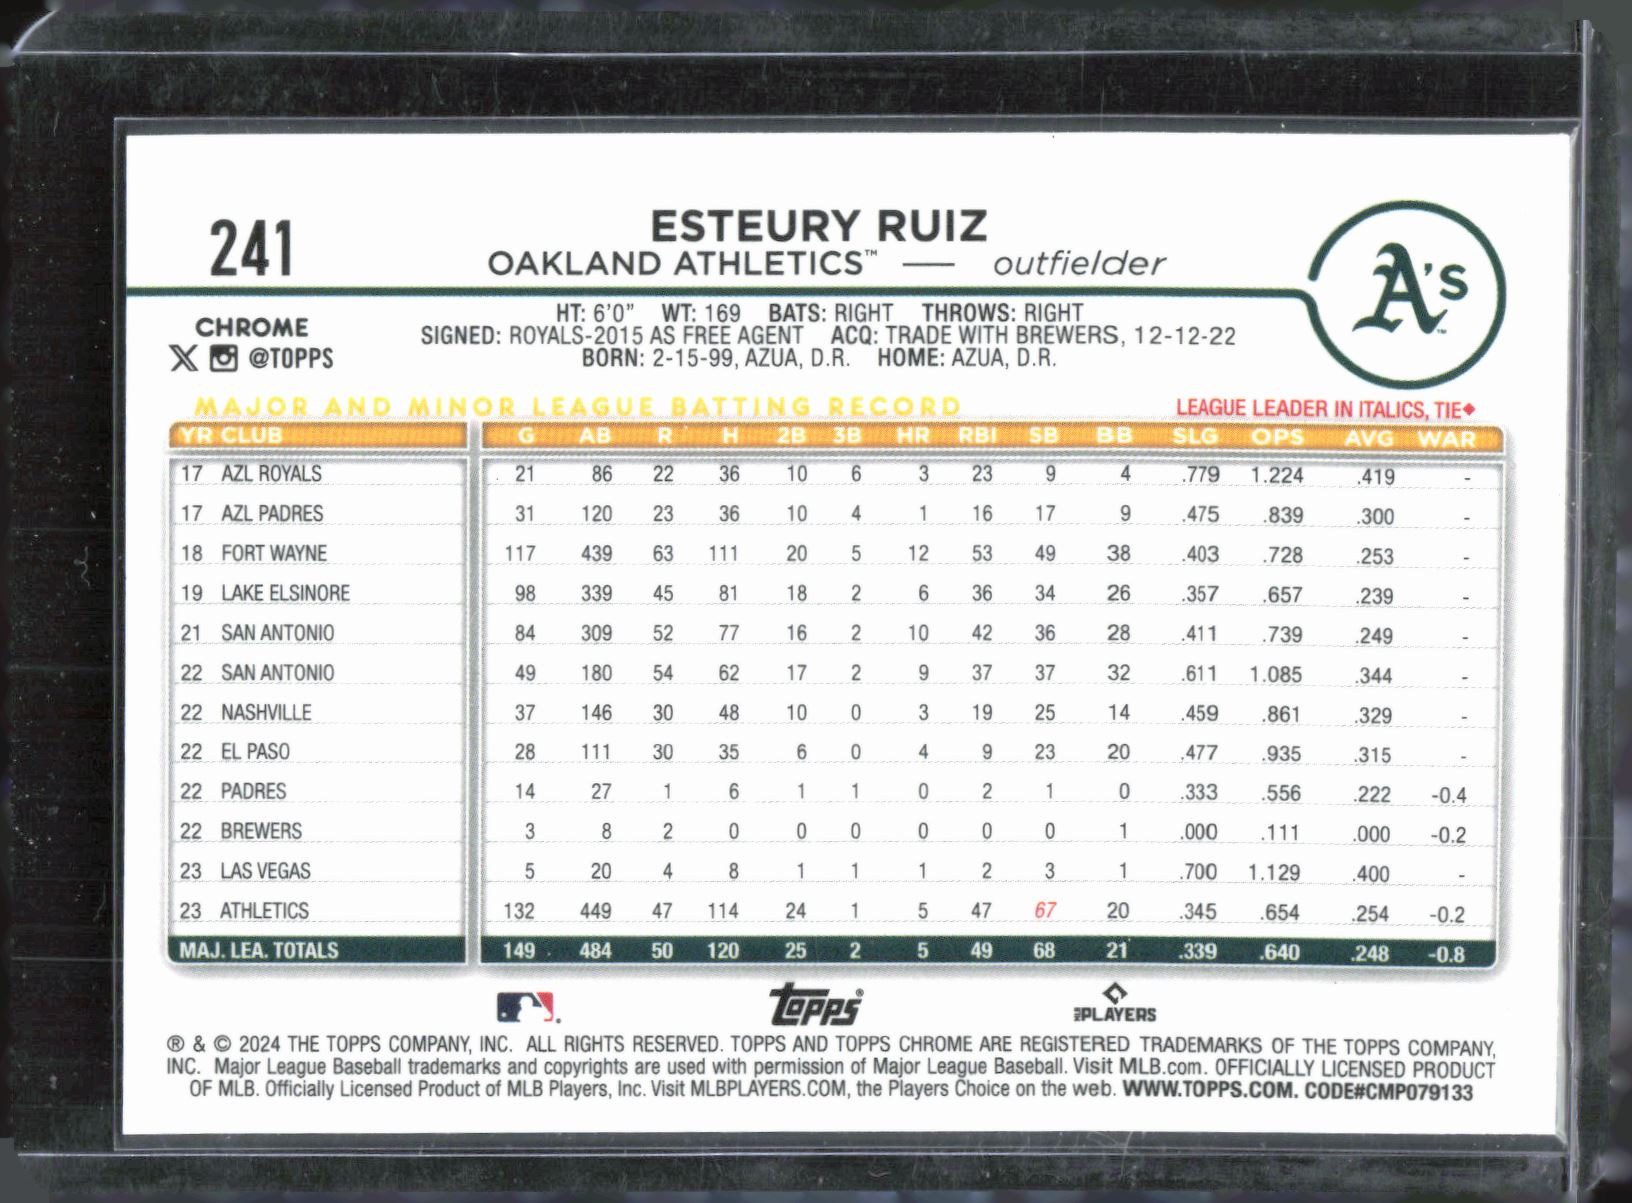 241
ESTEURY RUIZ
OAKLAND ATHLETICS™ — outfielder
A's™
CHROME
X @TOPPS
HT: 6'0" WT: 169 BATS: RIGHT THROWS: RIGHT
SIGNED: ROYALS-2015 AS FREE AGENT ACQ: TRADE WITH BREWERS, 12-12-22
BORN: 2-15-99, AZUA, D.R. HOME: AZUA, D.R.
MAJOR AND MINOR LEAGUE BATTING RECORD LEAGUE LEADER IN ITALICS, TIE◆
YR CLUB G AB R H 2B 3B HR RBI SB BB SLG OPS AVG WAR
17 AZL ROYALS 21 86 22 36 10 6 3 23 9 4 .779 1.224 .419 -
17 AZL PADRES 31 120 23 36 10 4 1 16 17 9 .475 .839 .300 -
18 FORT WAYNE 117 439 63 111 20 5 12 53 49 38 .403 .728 .253 -
19 LAKE ELSINORE 98 339 45 81 18 2 6 36 34 26 .357 .657 .239 -
21 SAN ANTONIO 84 309 52 77 16 2 10 42 36 28 .411 .739 .249 -
22 SAN ANTONIO 49 180 54 62 17 2 9 37 37 32 .611 1.085 .344 -
22 NASHVILLE 37 146 30 48 10 0 3 19 25 14 .459 .861 .329 -
22 EL PASO 28 111 30 35 6 0 4 9 23 20 .477 .935 .315 -
22 PADRES 14 27 1 6 1 1 0 2 1 0 .333 .556 .222 -0.4
22 BREWERS 3 8 2 0 0 0 0 0 0 1 .000 .111 .000 -0.2
23 LAS VEGAS 5 20 4 8 1 1 1 2 3 1 .700 1.129 .400 -
23 ATHLETICS 132 449 47 114 24 1 5 47 67 20 .345 .654 .254 -0.2
MAJ. LEA. TOTALS 149 484 50 120 25 2 5 49 68 21 .339 .640 .248 -0.8
topps® MLB PLAYERS
® & © 2024 THE TOPPS COMPANY, INC. ALL RIGHTS RESERVED. TOPPS AND TOPPS CHROME ARE REGISTERED TRADEMARKS OF THE TOPPS COMPANY,
INC. Major League Baseball trademarks and copyrights are used with permission of Major League Baseball. Visit MLB.com. OFFICIALLY LICENSED PRODUCT
OF MLB. Officially Licensed Product of MLB Players, Inc. Visit MLBPLAYERS.COM, the Players Choice on the web. WWW.TOPPS.COM. CODE#CMP079133